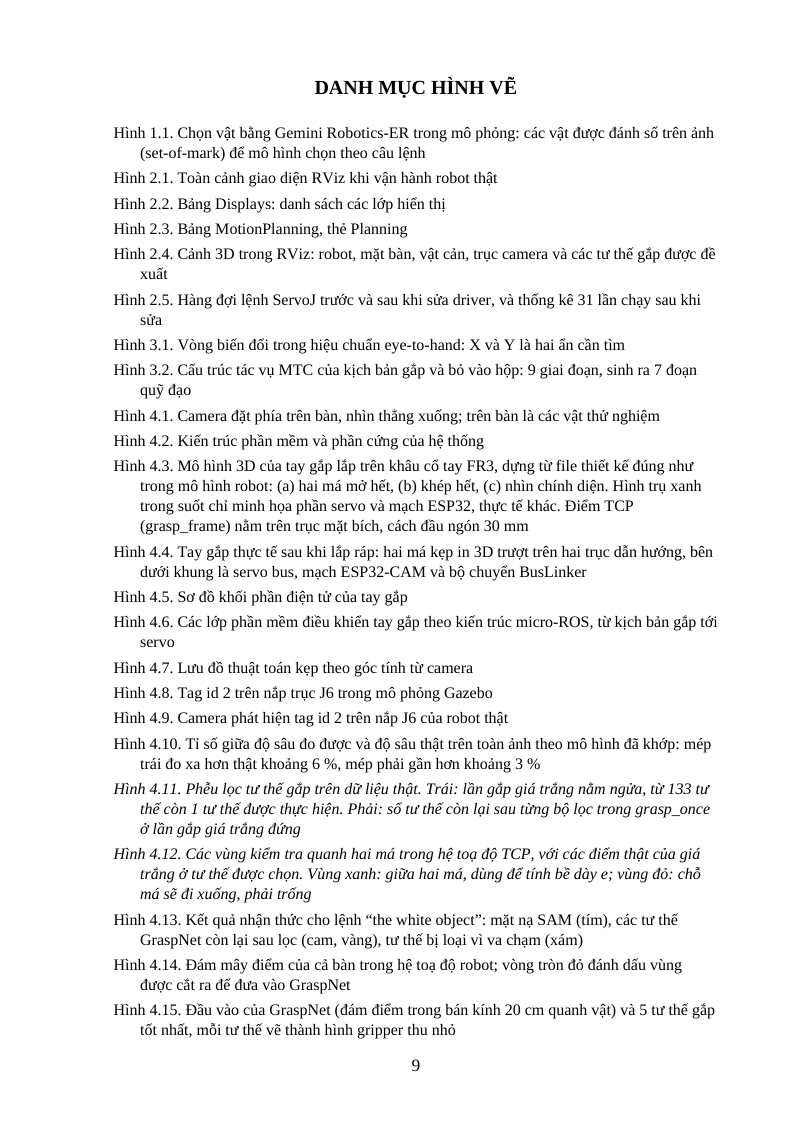 DANH MỤC HÌNH VẼ
Hình 1.1. Chọn vật bằng Gemini Robotics-ER trong mô phỏng: các vật được đánh số trên ảnh
(set-of-mark) để mô hình chọn theo câu lệnh
Hình 2.1. Toàn cảnh giao diện RViz khi vận hành robot thật
Hình 2.2. Bảng Displays: danh sách các lớp hiển thị
Hình 2.3. Bảng MotionPlanning, thẻ Planning
Hình 2.4. Cảnh 3D trong RViz: robot, mặt bàn, vật cản, trục camera và các tư thế gắp được đề
xuất
Hình 2.5. Hàng đợi lệnh ServoJ trước và sau khi sửa driver, và thống kê 31 lần chạy sau khi
sửa
Hình 3.1. Vòng biến đổi trong hiệu chuẩn eye-to-hand: X và Y là hai ẩn cần tìm
Hình 3.2. Cấu trúc tác vụ MTC của kịch bản gắp và bỏ vào hộp: 9 giai đoạn, sinh ra 7 đoạn
quỹ đạo
Hình 4.1. Camera đặt phía trên bàn, nhìn thẳng xuống; trên bàn là các vật thử nghiệm
Hình 4.2. Kiến trúc phần mềm và phần cứng của hệ thống
Hình 4.3. Mô hình 3D của tay gắp lắp trên khâu cổ tay FR3, dựng từ file thiết kế đúng như
trong mô hình robot: (a) hai má mở hết, (b) khép hết, (c) nhìn chính diện. Hình trụ xanh
trong suốt chỉ minh họa phần servo và mạch ESP32, thực tế khác. Điểm TCP
(grasp_frame) nằm trên trục mặt bích, cách đầu ngón 30 mm
Hình 4.4. Tay gắp thực tế sau khi lắp ráp: hai má kẹp in 3D trượt trên hai trục dẫn hướng, bên
dưới khung là servo bus, mạch ESP32-CAM và bộ chuyển BusLinker
Hình 4.5. Sơ đồ khối phần điện tử của tay gắp
Hình 4.6. Các lớp phần mềm điều khiển tay gắp theo kiến trúc micro-ROS, từ kịch bản gắp tới
servo
Hình 4.7. Lưu đồ thuật toán kẹp theo góc tính từ camera
Hình 4.8. Tag id 2 trên nắp trục J6 trong mô phỏng Gazebo
Hình 4.9. Camera phát hiện tag id 2 trên nắp J6 của robot thật
Hình 4.10. Tỉ số giữa độ sâu đo được và độ sâu thật trên toàn ảnh theo mô hình đã khớp: mép
trái đo xa hơn thật khoảng 6 %, mép phải gần hơn khoảng 3 %
Hình 4.11. Phễu lọc tư thế gắp trên dữ liệu thật. Trái: lần gắp giá trắng nằm ngửa, từ 133 tư
thế còn 1 tư thế được thực hiện. Phải: số tư thế còn lại sau từng bộ lọc trong grasp_once
ở lần gắp giá trắng đứng
Hình 4.12. Các vùng kiểm tra quanh hai má trong hệ toạ độ TCP, với các điểm thật của giá
trắng ở tư thế được chọn. Vùng xanh: giữa hai má, dùng để tính bề dày e; vùng đỏ: chỗ
má sẽ đi xuống, phải trống
Hình 4.13. Kết quả nhận thức cho lệnh “the white object”: mặt nạ SAM (tím), các tư thế
GraspNet còn lại sau lọc (cam, vàng), tư thế bị loại vì va chạm (xám)
Hình 4.14. Đám mây điểm của cả bàn trong hệ toạ độ robot; vòng tròn đỏ đánh dấu vùng
được cắt ra để đưa vào GraspNet
Hình 4.15. Đầu vào của GraspNet (đám điểm trong bán kính 20 cm quanh vật) và 5 tư thế gắp
tốt nhất, mỗi tư thế vẽ thành hình gripper thu nhỏ
9